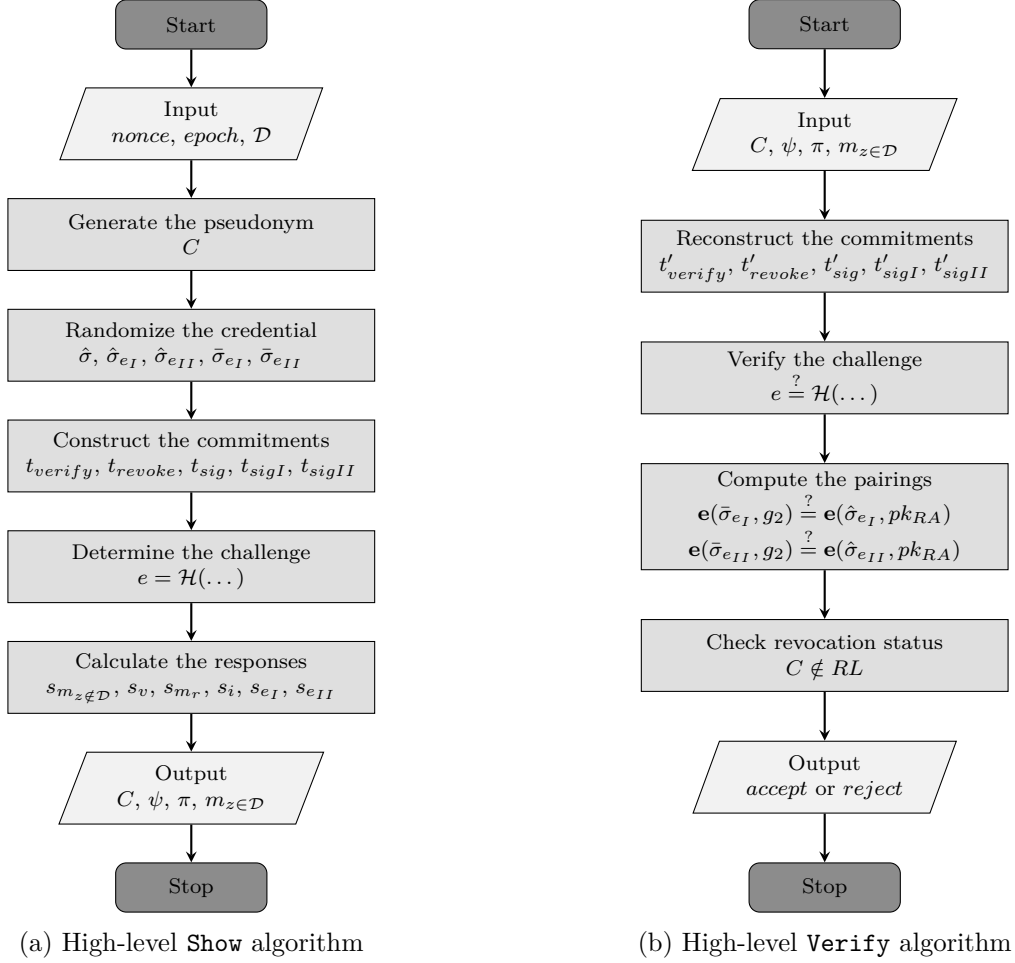 Start
Input
nonce, epoch, 𝒟
Generate the pseudonym
C
Randomize the credential
σ̂, σ̂_{e_I}, σ̂_{e_{II}}, σ̄_{e_I}, σ̄_{e_{II}}
Construct the commitments
t_{verify}, t_{revoke}, t_{sig}, t_{sigI}, t_{sigII}
Determine the challenge
e = ℋ(...)
Calculate the responses
s_{m_{z∉𝒟}}, s_v, s_{m_r}, s_i, s_{e_I}, s_{e_{II}}
Output
C, ψ, π, m_{z∈𝒟}
Stop
(a) High-level Show algorithm
Start
Input
C, ψ, π, m_{z∈𝒟}
Reconstruct the commitments
t'_{verify}, t'_{revoke}, t'_{sig}, t'_{sigI}, t'_{sigII}
Verify the challenge
e ≟ ℋ(...)
Compute the pairings
e(σ̄_{e_I}, g_2) ≟ e(σ̂_{e_I}, pk_{RA})
e(σ̄_{e_{II}}, g_2) ≟ e(σ̂_{e_{II}}, pk_{RA})
Check revocation status
C ∉ RL
Output
accept or reject
Stop
(b) High-level Verify algorithm